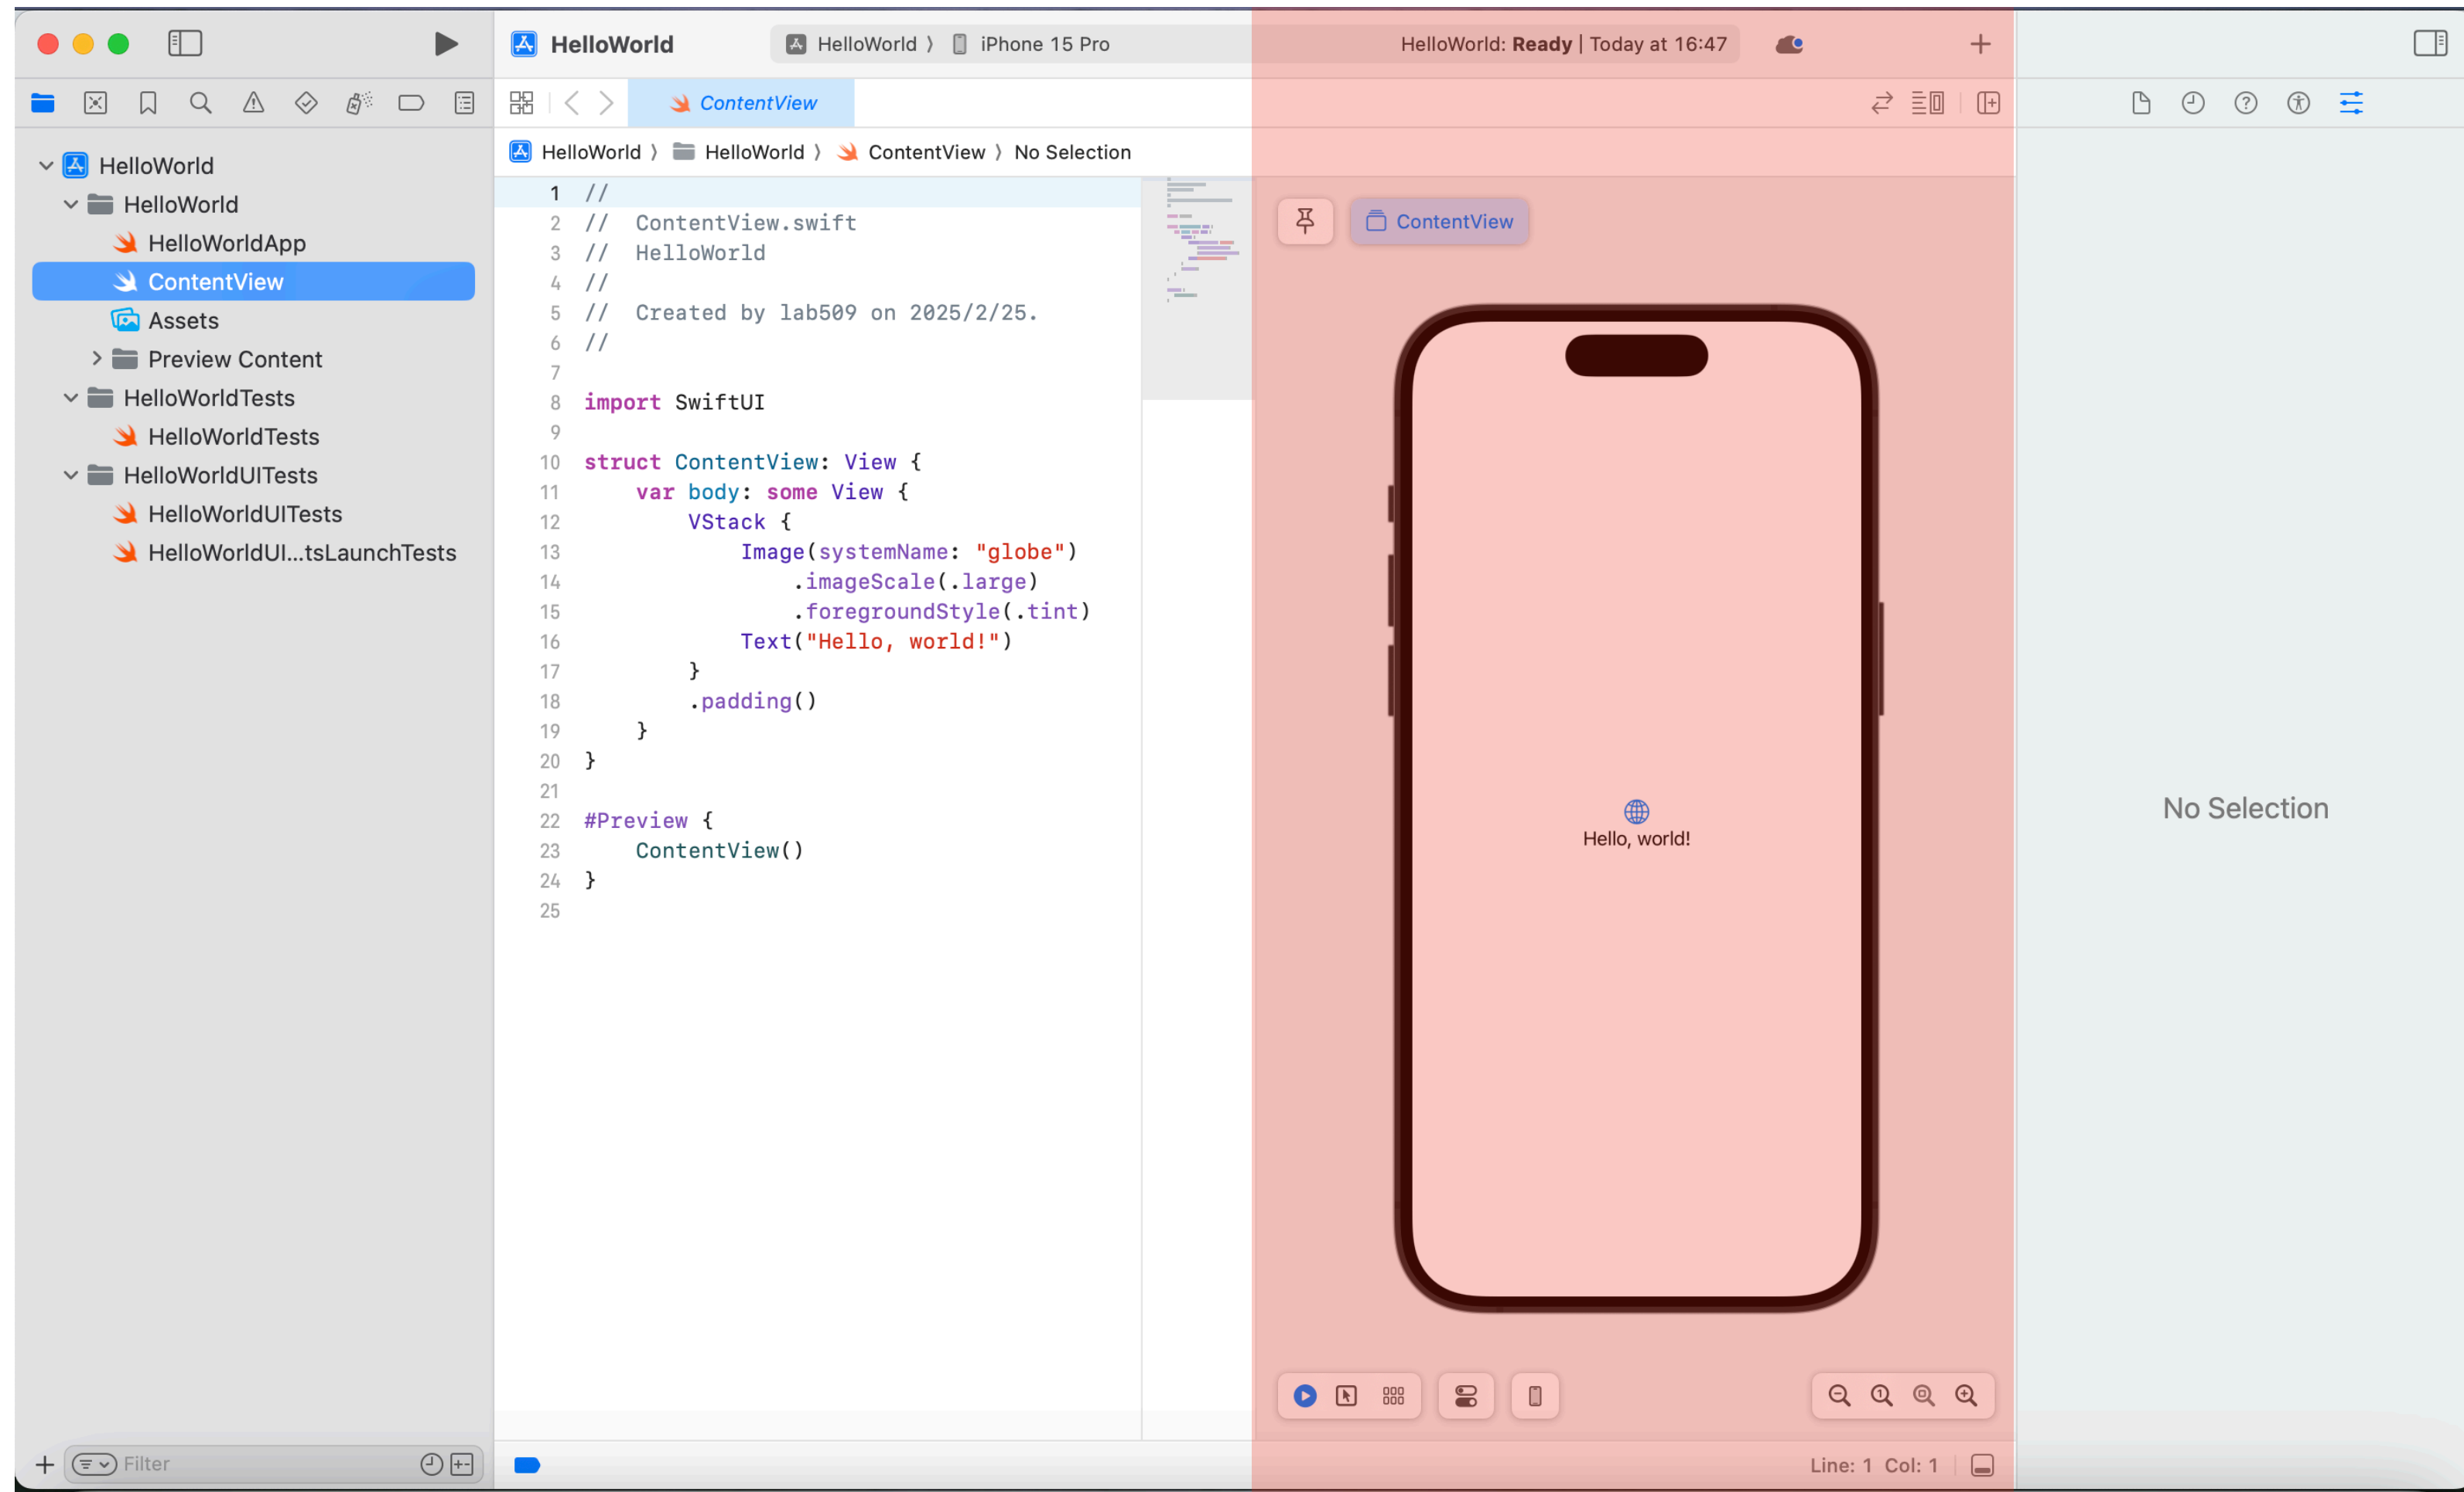 HelloWorld
HelloWorld 〉 iPhone 15 Pro
HelloWorld: Ready | Today at 16:47
ContentView
HelloWorld 〉 HelloWorld 〉 ContentView 〉 No Selection
HelloWorld
HelloWorld
HelloWorldApp
ContentView
Assets
Preview Content
HelloWorldTests
HelloWorldTests
HelloWorldUITests
HelloWorldUITests
HelloWorldUI...tsLaunchTests
Filter
1 //
2 //  ContentView.swift
3 //  HelloWorld
4 //
5 //  Created by lab509 on 2025/2/25.
6 //
7
8 import SwiftUI
9
10 struct ContentView: View {
11     var body: some View {
12         VStack {
13             Image(systemName: "globe")
14                 .imageScale(.large)
15                 .foregroundStyle(.tint)
16             Text("Hello, world!")
17         }
18         .padding()
19     }
20 }
21
22 #Preview {
23     ContentView()
24 }
25
ContentView
Hello, world!
Line: 1 Col: 1
No Selection